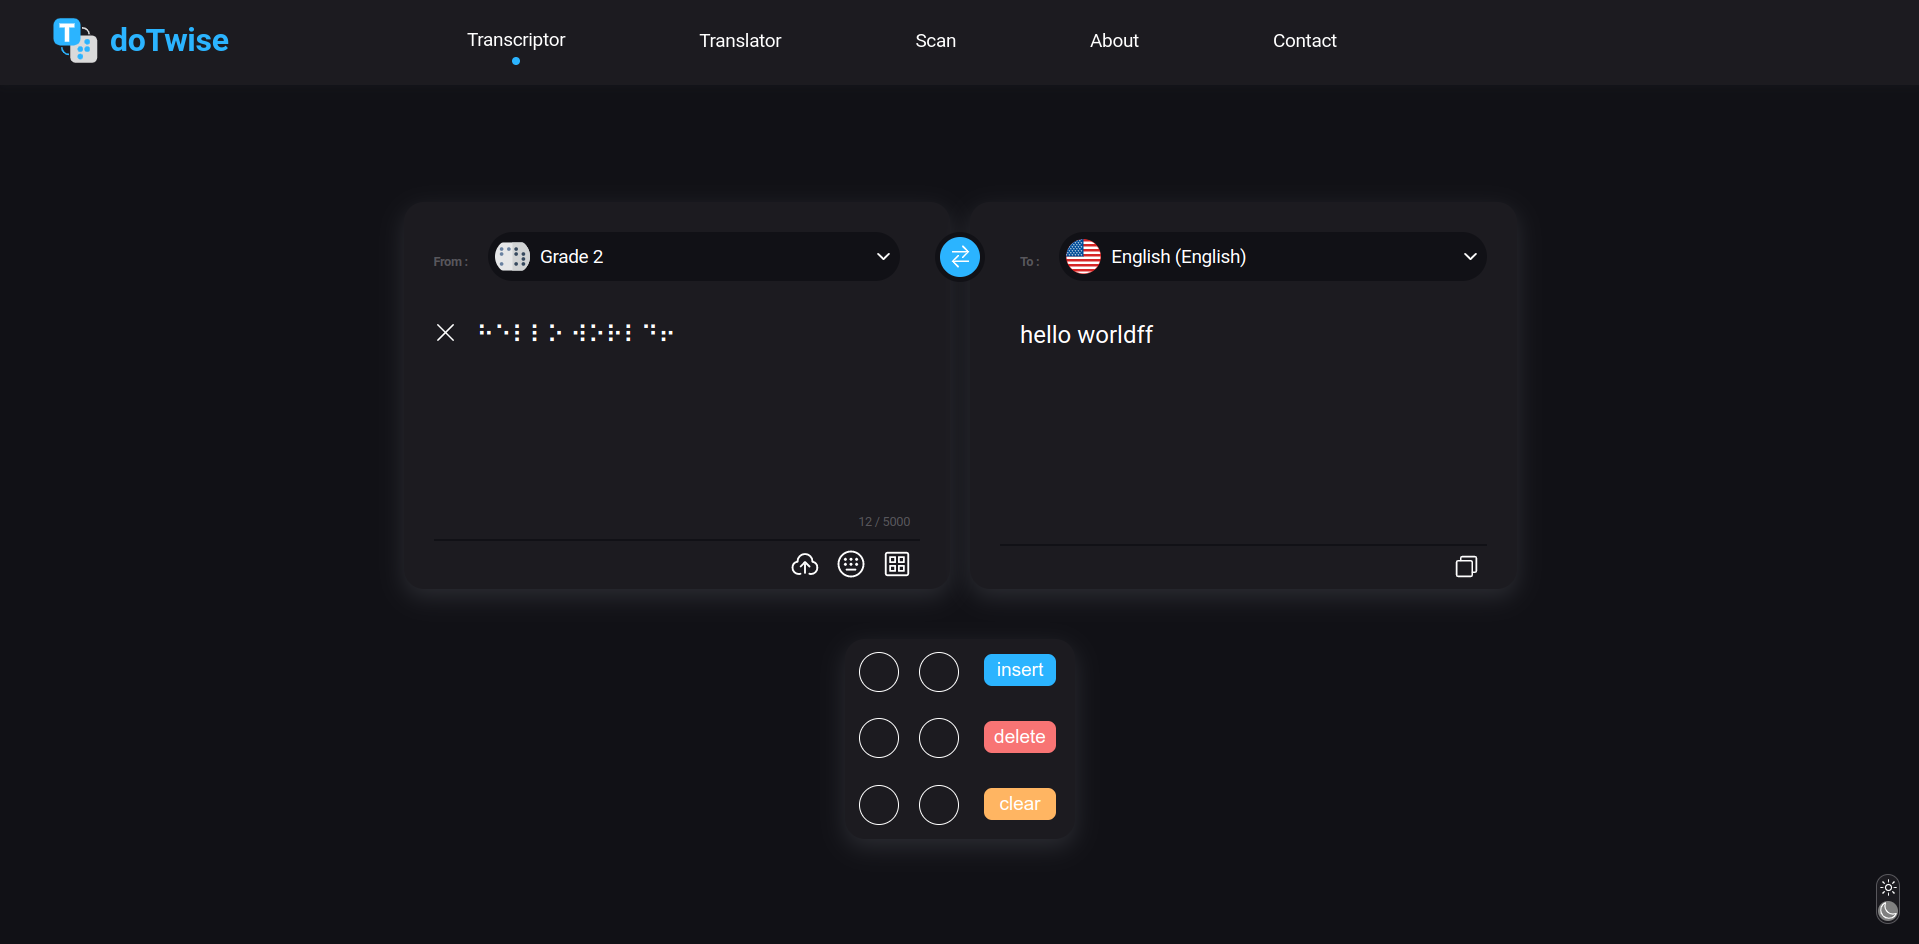 T doTwise
Transcriptor Translator Scan About Contact
From : Grade 2
To : English (English)
⠓⠑⠇⠇⠕ ⠺⠕⠗⠇⠙⠖
hello worldff
12 / 5000
insert
delete
clear